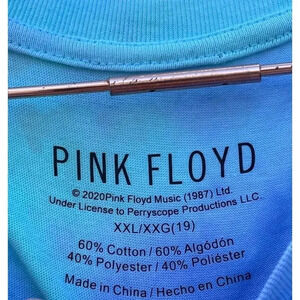 PINK FLOYD
© 2020Pink Floyd Music (1987) Ltd.
Under License to Perryscope Productions LLC.
XXL/XXG(19)
60% Cotton / 60% Algódón
40% Polyester / 40% Poliéster
Made in China / Hecho en China